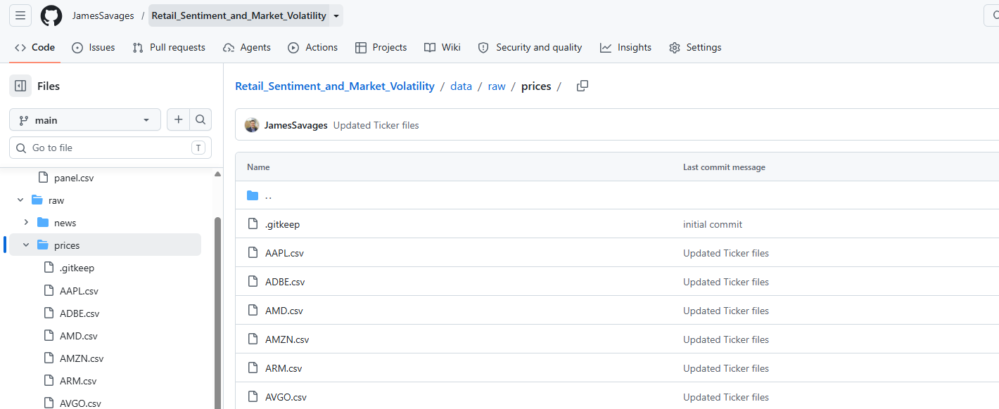 JamesSavages / Retail_Sentiment_and_Market_Volatility
Code Issues Pull requests Agents Actions Projects Wiki Security and quality Insights Settings
Files
main
Go to file T
panel.csv
raw
news
prices
.gitkeep
AAPL.csv
ADBE.csv
AMD.csv
AMZN.csv
ARM.csv
AVGO.csv
Retail_Sentiment_and_Market_Volatility / data / raw / prices /
JamesSavages Updated Ticker files
Name Last commit message
..
.gitkeep initial commit
AAPL.csv Updated Ticker files
ADBE.csv Updated Ticker files
AMD.csv Updated Ticker files
AMZN.csv Updated Ticker files
ARM.csv Updated Ticker files
AVGO.csv Updated Ticker files